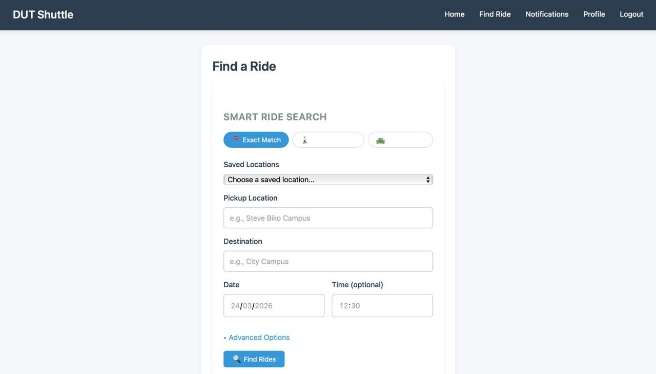 DUT Shuttle
Home Find Ride Notifications Profile Logout
Find a Ride
SMART RIDE SEARCH
Exact Match
Saved Locations
Choose a saved location...
Pickup Location
e.g., Steve Biko Campus
Destination
e.g., City Campus
Date Time (optional)
24/03/2026 12:30
Advanced Options
Find Rides